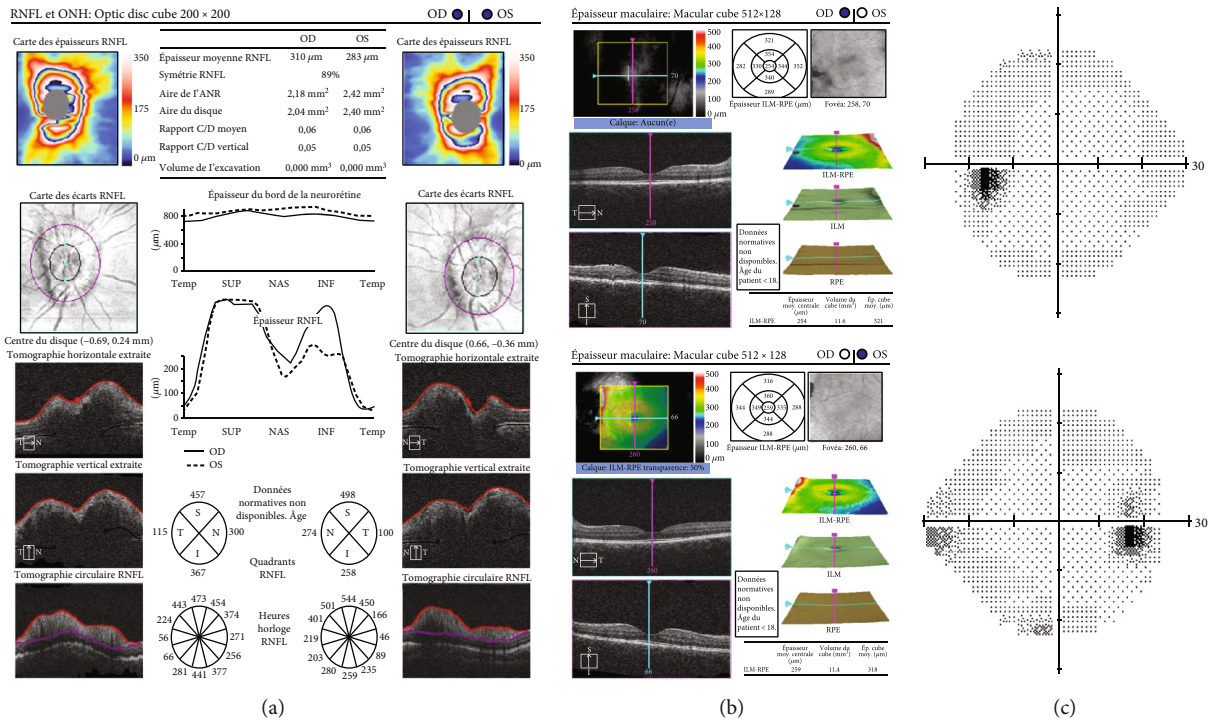 RNFL et ONH: Optic disc cube 200 × 200
OD OS
Carte des épaisseurs RNFL
350
175
0 μm
OD OS
Épaisseur moyenne RNFL 310 μm 283 μm
Symétrie RNFL 89%
Aire de l'ANR 2,18 mm² 2,42 mm²
Aire du disque 2,04 mm² 2,40 mm²
Rapport C/D moyen 0,06 0,06
Rapport C/D vertical 0,05 0,05
Volume de l'excavation 0,000 mm³ 0,000 mm³
Carte des épaisseurs RNFL
350
175
0 μm
Carte des écarts RNFL
Centre du disque (–0.69, 0.24 mm)
Tomographie horizontale extraite
T N
Tomographie vertical extraite
T N
Tomographie circulaire RNFL
Épaisseur du bord de la neurorétine
(μm)
800
400
0
Temp SUP NAS INF Temp
Épaisseur RNFL
(μm)
200
100
0
Temp SUP NAS INF Temp
OD
OS
457
115 S T N I 300
367
Données
normatives non
disponibles. Âge
Quadrants
RNFL
498
274 S N T I 100
258
473
443 454
224 374
56 271
66 256
281 377
441
Heures
horloge
RNFL
544
501 450
401 166
219 46
203 89
280 235
259
Carte des écarts RNFL
Centre du disque (0.66, –0.36 mm)
Tomographie horizontale extraite
T N
Tomographie vertical extraite
T N
Tomographie circulaire RNFL
(a)
Épaisseur maculaire: Macular cube 512×128
OD OS
70
258
500
400
300
200
100
0 μm
Calque: Aucun(e)
321
354
282 330 254 344 352
340
289
Épaisseur ILM-RPE (μm)
Fovéa: 258, 70
T N
258
S
I
70
ILM-RPE
ILM
RPE
Données
normatives
non
disponibles.
Âge du
patient < 18.
Épaisseur
moy. centrale
(μm)
Volume du
cube (mm³)
Ép. cube
moy. (μm)
ILM-RPE 254 11.6 321
Épaisseur maculaire: Macular cube 512 × 128
OD OS
66
260
500
400
300
200
100
0 μm
Calque: ILM-RPE transparence: 50%
316
360
344 349 259 335 288
344
288
Épaisseur ILM-RPE (μm)
Fovéa: 260, 66
N T
260
S
I
66
ILM-RPE
ILM
RPE
Données
normatives
non
disponibles.
Âge du
patient < 18.
Épaisseur
moy. centrale
(μm)
Volume du
cube (mm³)
Ép. cube
moy. (μm)
ILM-RPE 259 11.4 318
(b)
30
30
(c)